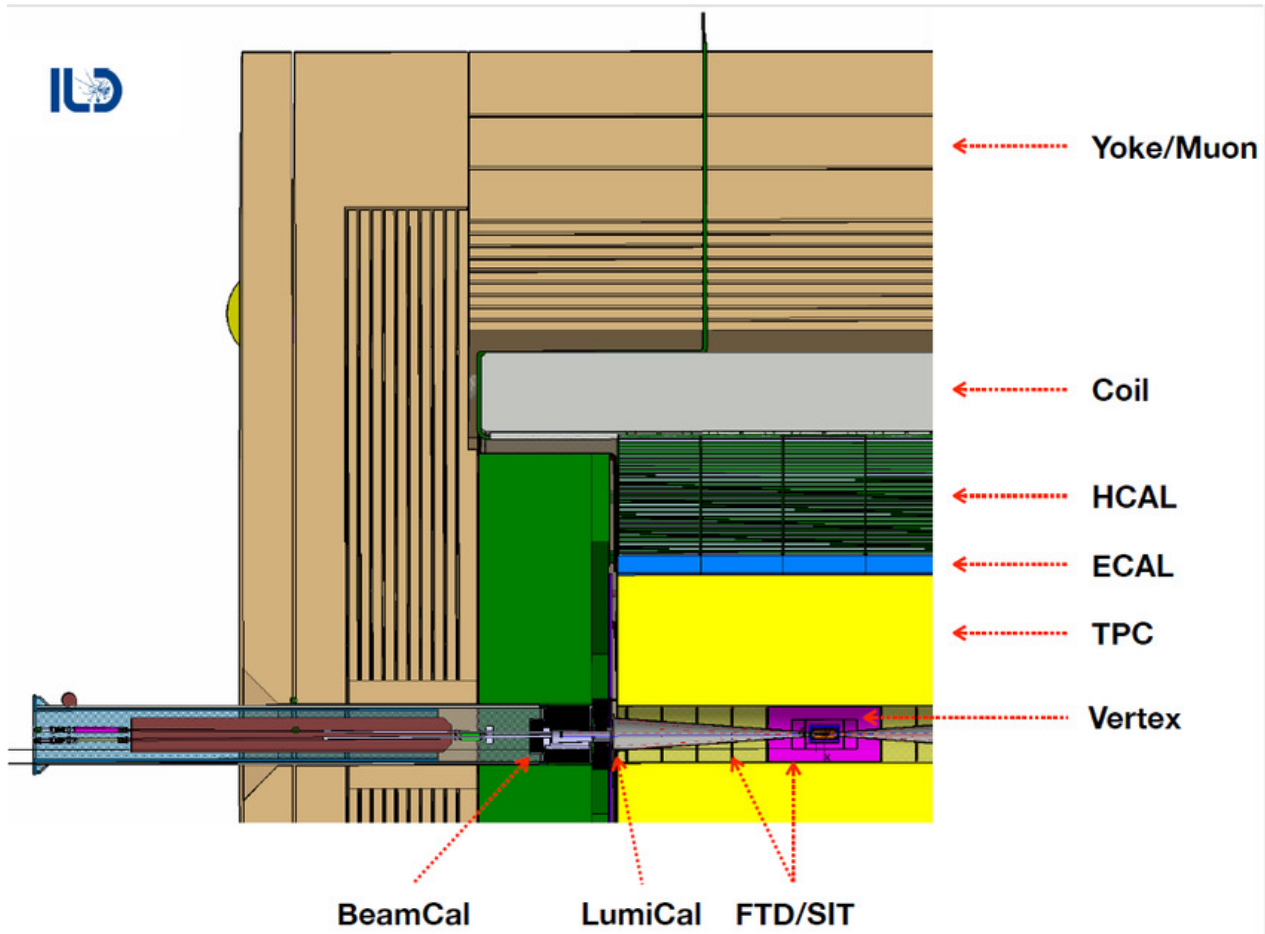 ILD
Yoke/Muon
Coil
HCAL
ECAL
TPC
Vertex
BeamCal
LumiCal
FTD/SIT